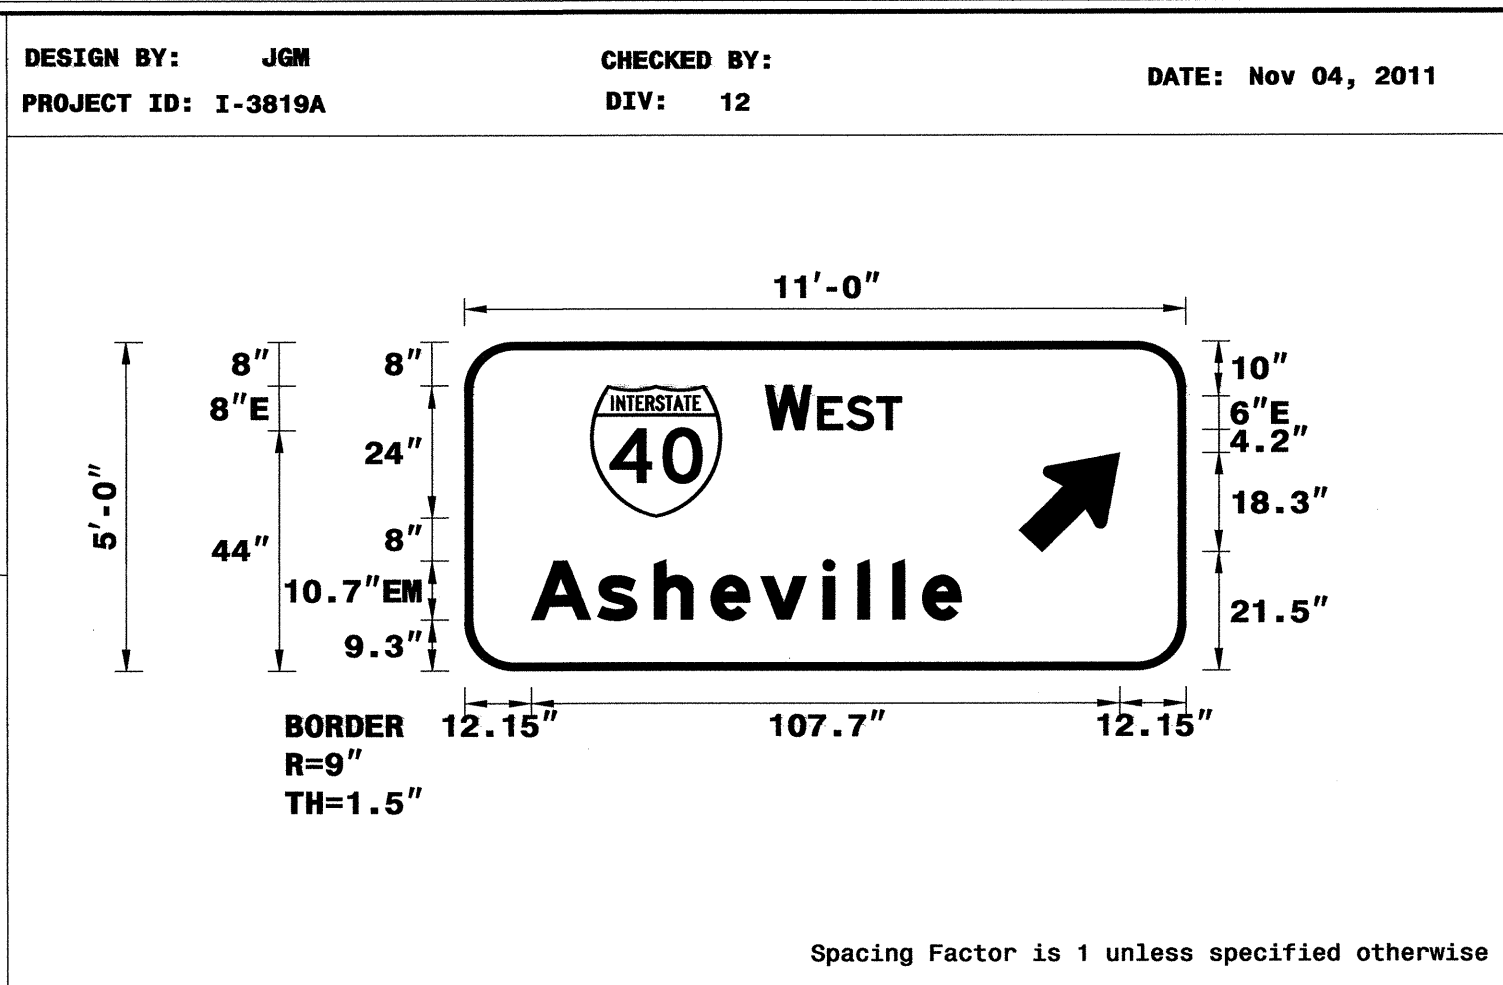 DESIGN BY: JGM CHECKED BY: DATE: Nov 04, 2011
PROJECT ID: I-3819A DIV: 12
11'-0"
5'-0"
8"
8"E
44"
8"
24"
8"
10.7"EM
9.3"
INTERSTATE
40
WEST
Asheville
10"
6"E
4.2"
18.3"
21.5"
12.15" 107.7" 12.15"
BORDER
R=9"
TH=1.5"
Spacing Factor is 1 unless specified otherwise